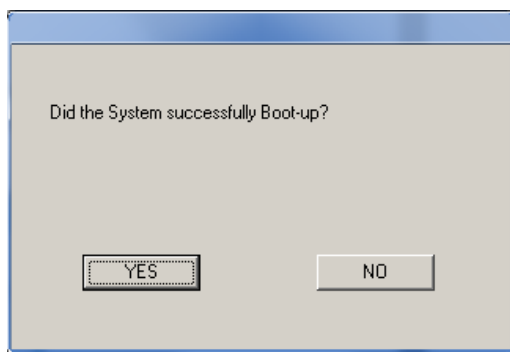 Did the System successfully Boot-up?
YES
NO